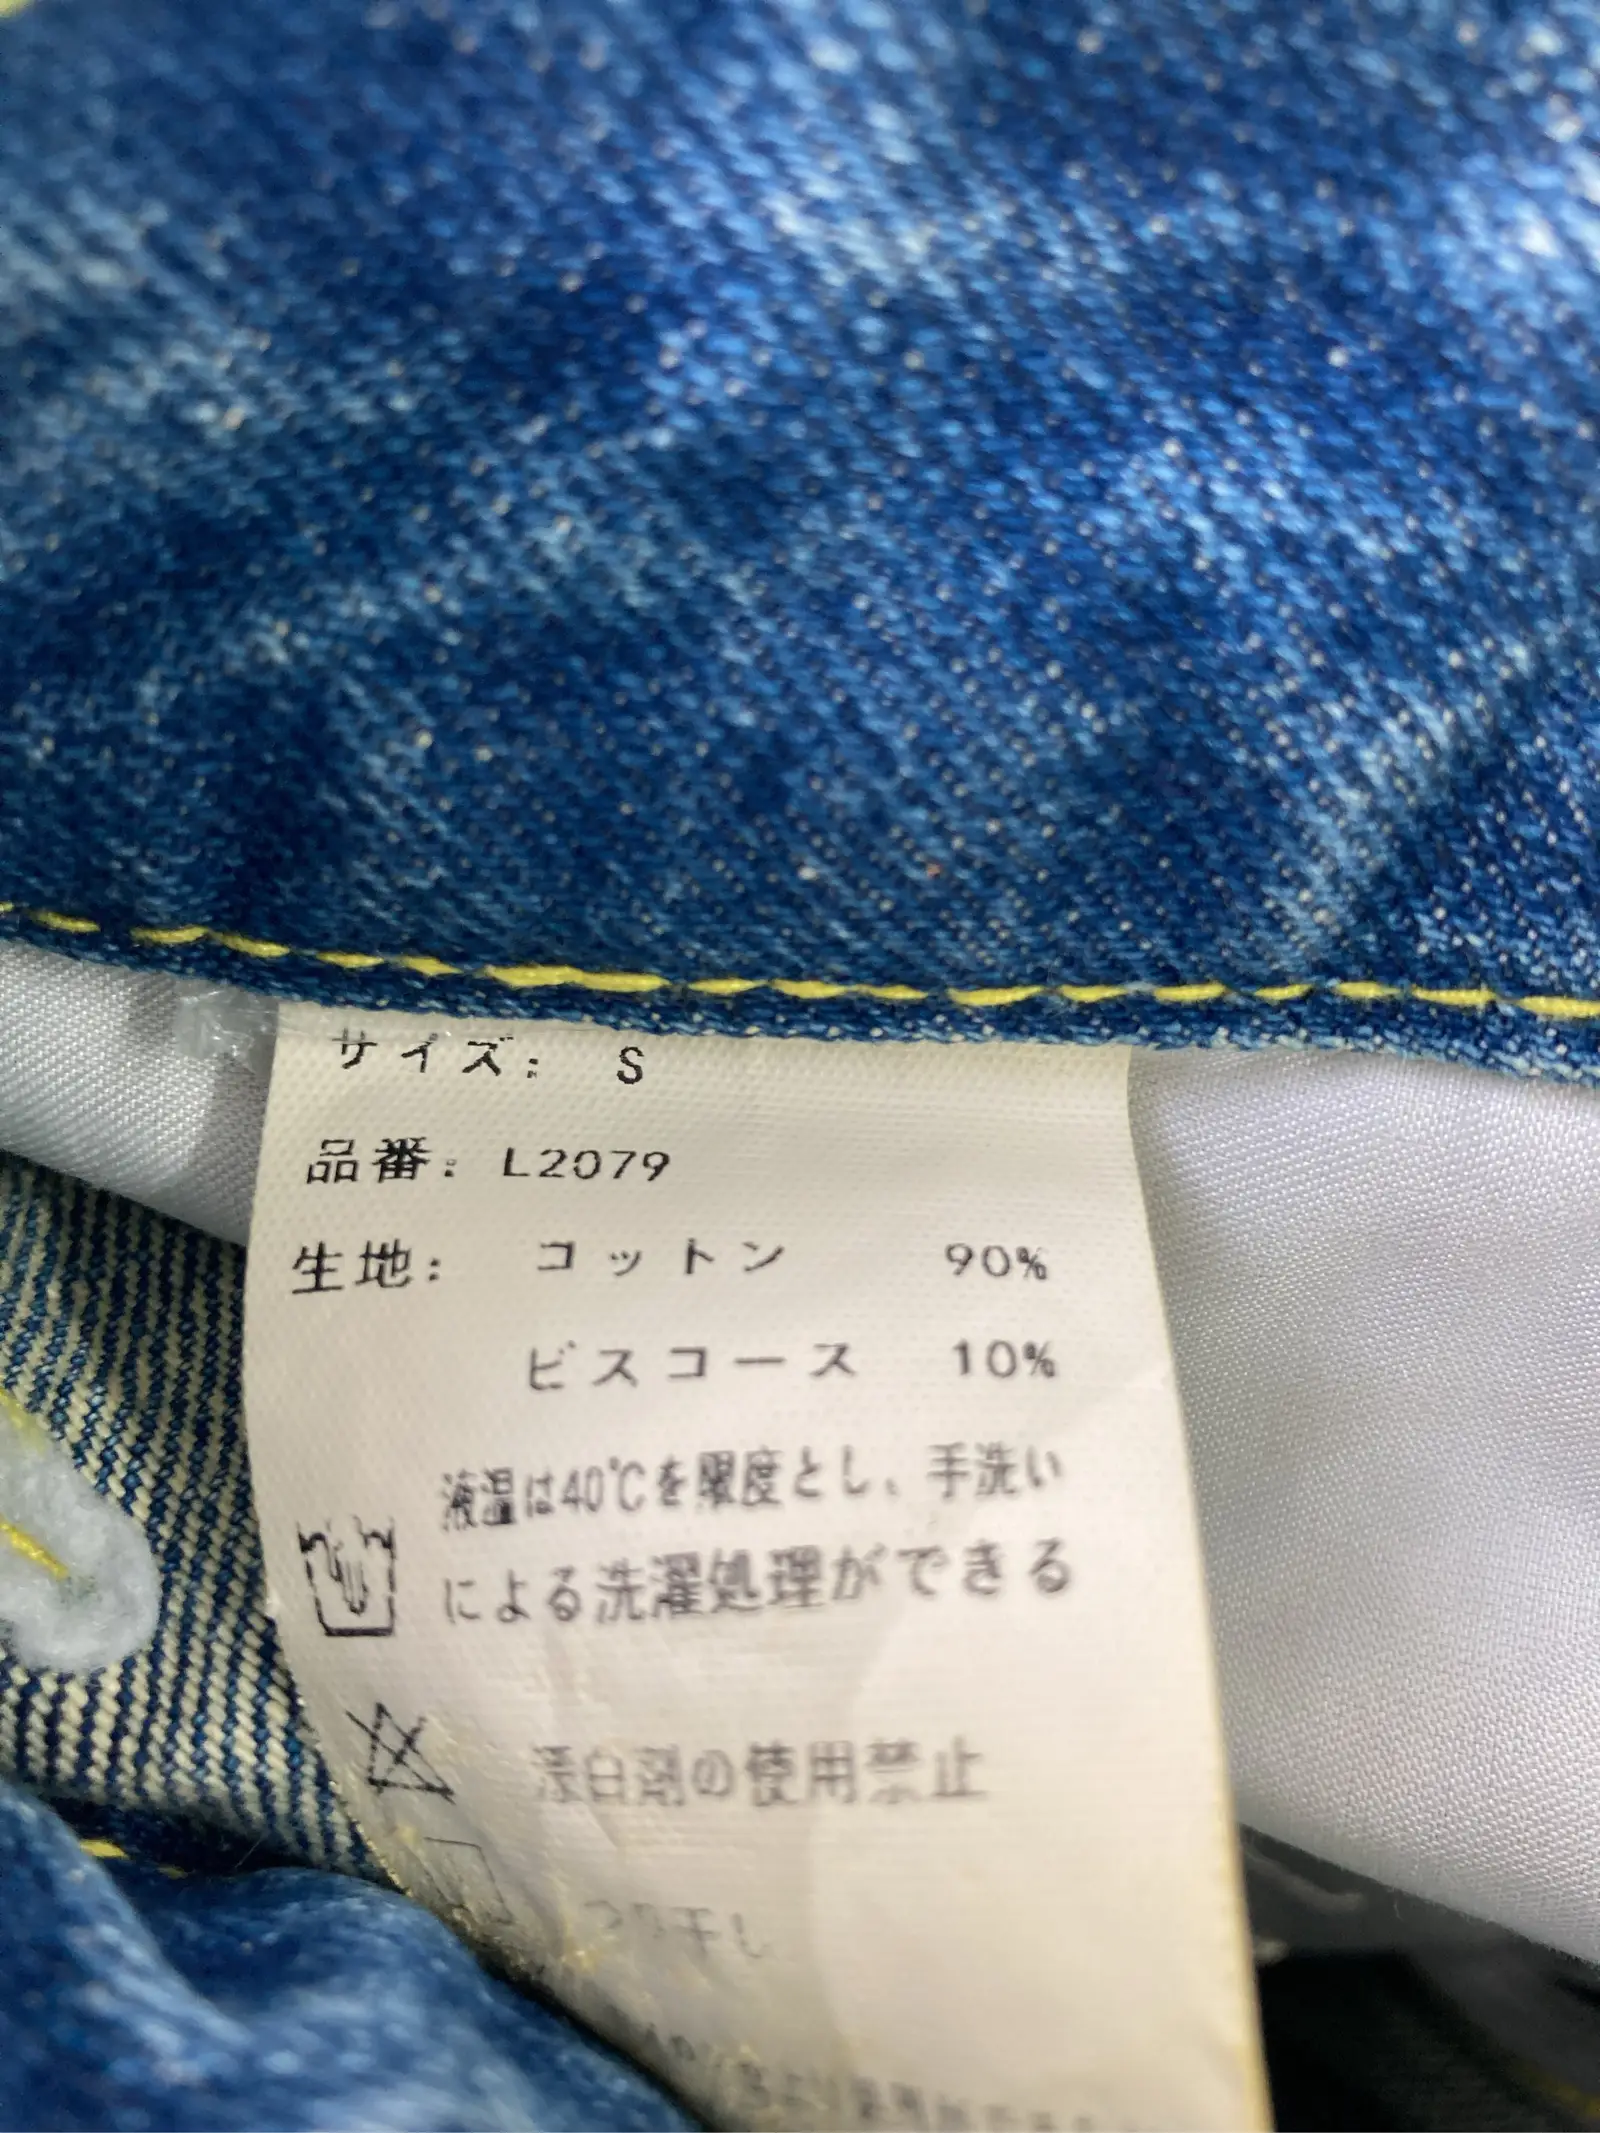 サイズ: S
品番: L2079
生地: コットン 90%
ビスコース 10%
液温は40℃を限度とし、手洗い
による洗濯処理ができる
漂白剤の使用禁止
つり干し